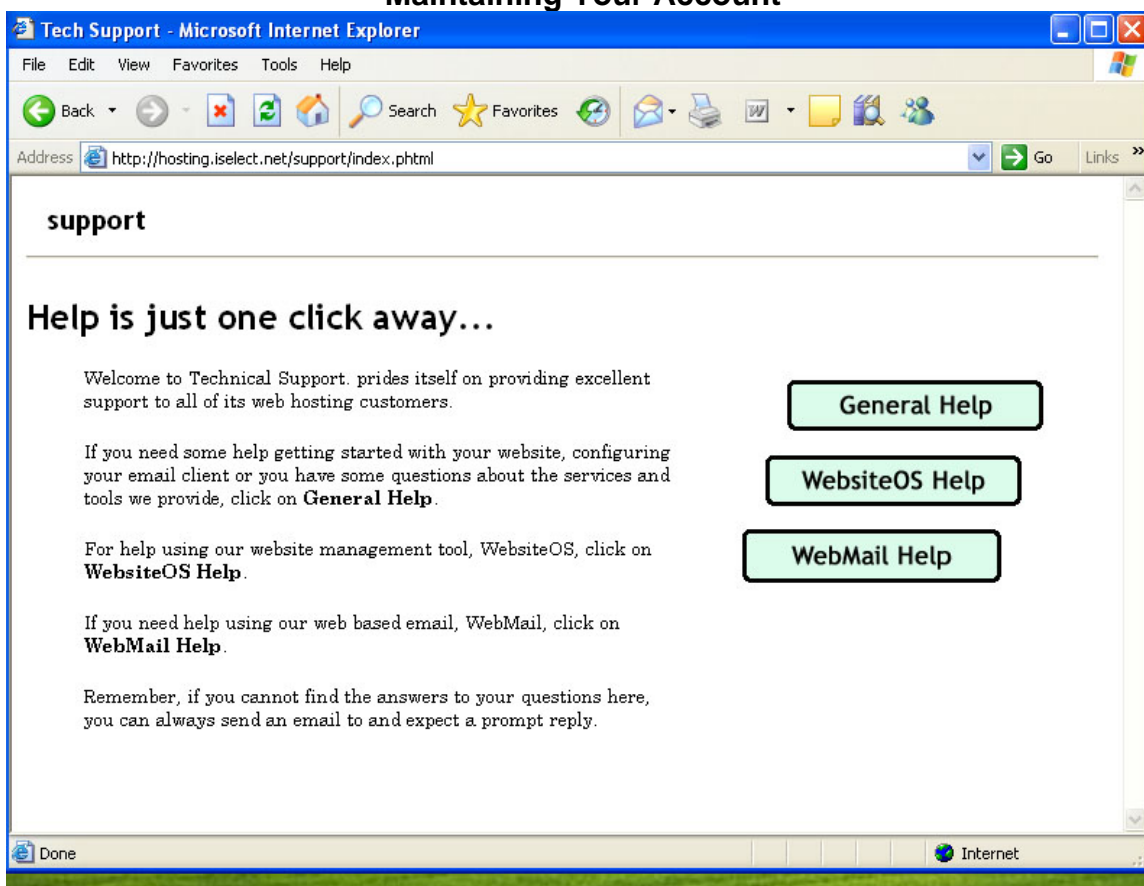 Maintaining Your Account
Tech Support - Microsoft Internet Explorer
File Edit View Favorites Tools Help
Back Search Favorites
Address http://hosting.iselect.net/support/index.phtml Go Links »
support
Help is just one click away...
Welcome to Technical Support. prides itself on providing excellent
support to all of its web hosting customers.
If you need some help getting started with your website, configuring
your email client or you have some questions about the services and
tools we provide, click on General Help.
For help using our website management tool, WebsiteOS, click on
WebsiteOS Help.
If you need help using our web based email, WebMail, click on
WebMail Help.
Remember, if you cannot find the answers to your questions here,
you can always send an email to and expect a prompt reply.
General Help
WebsiteOS Help
WebMail Help
Done Internet